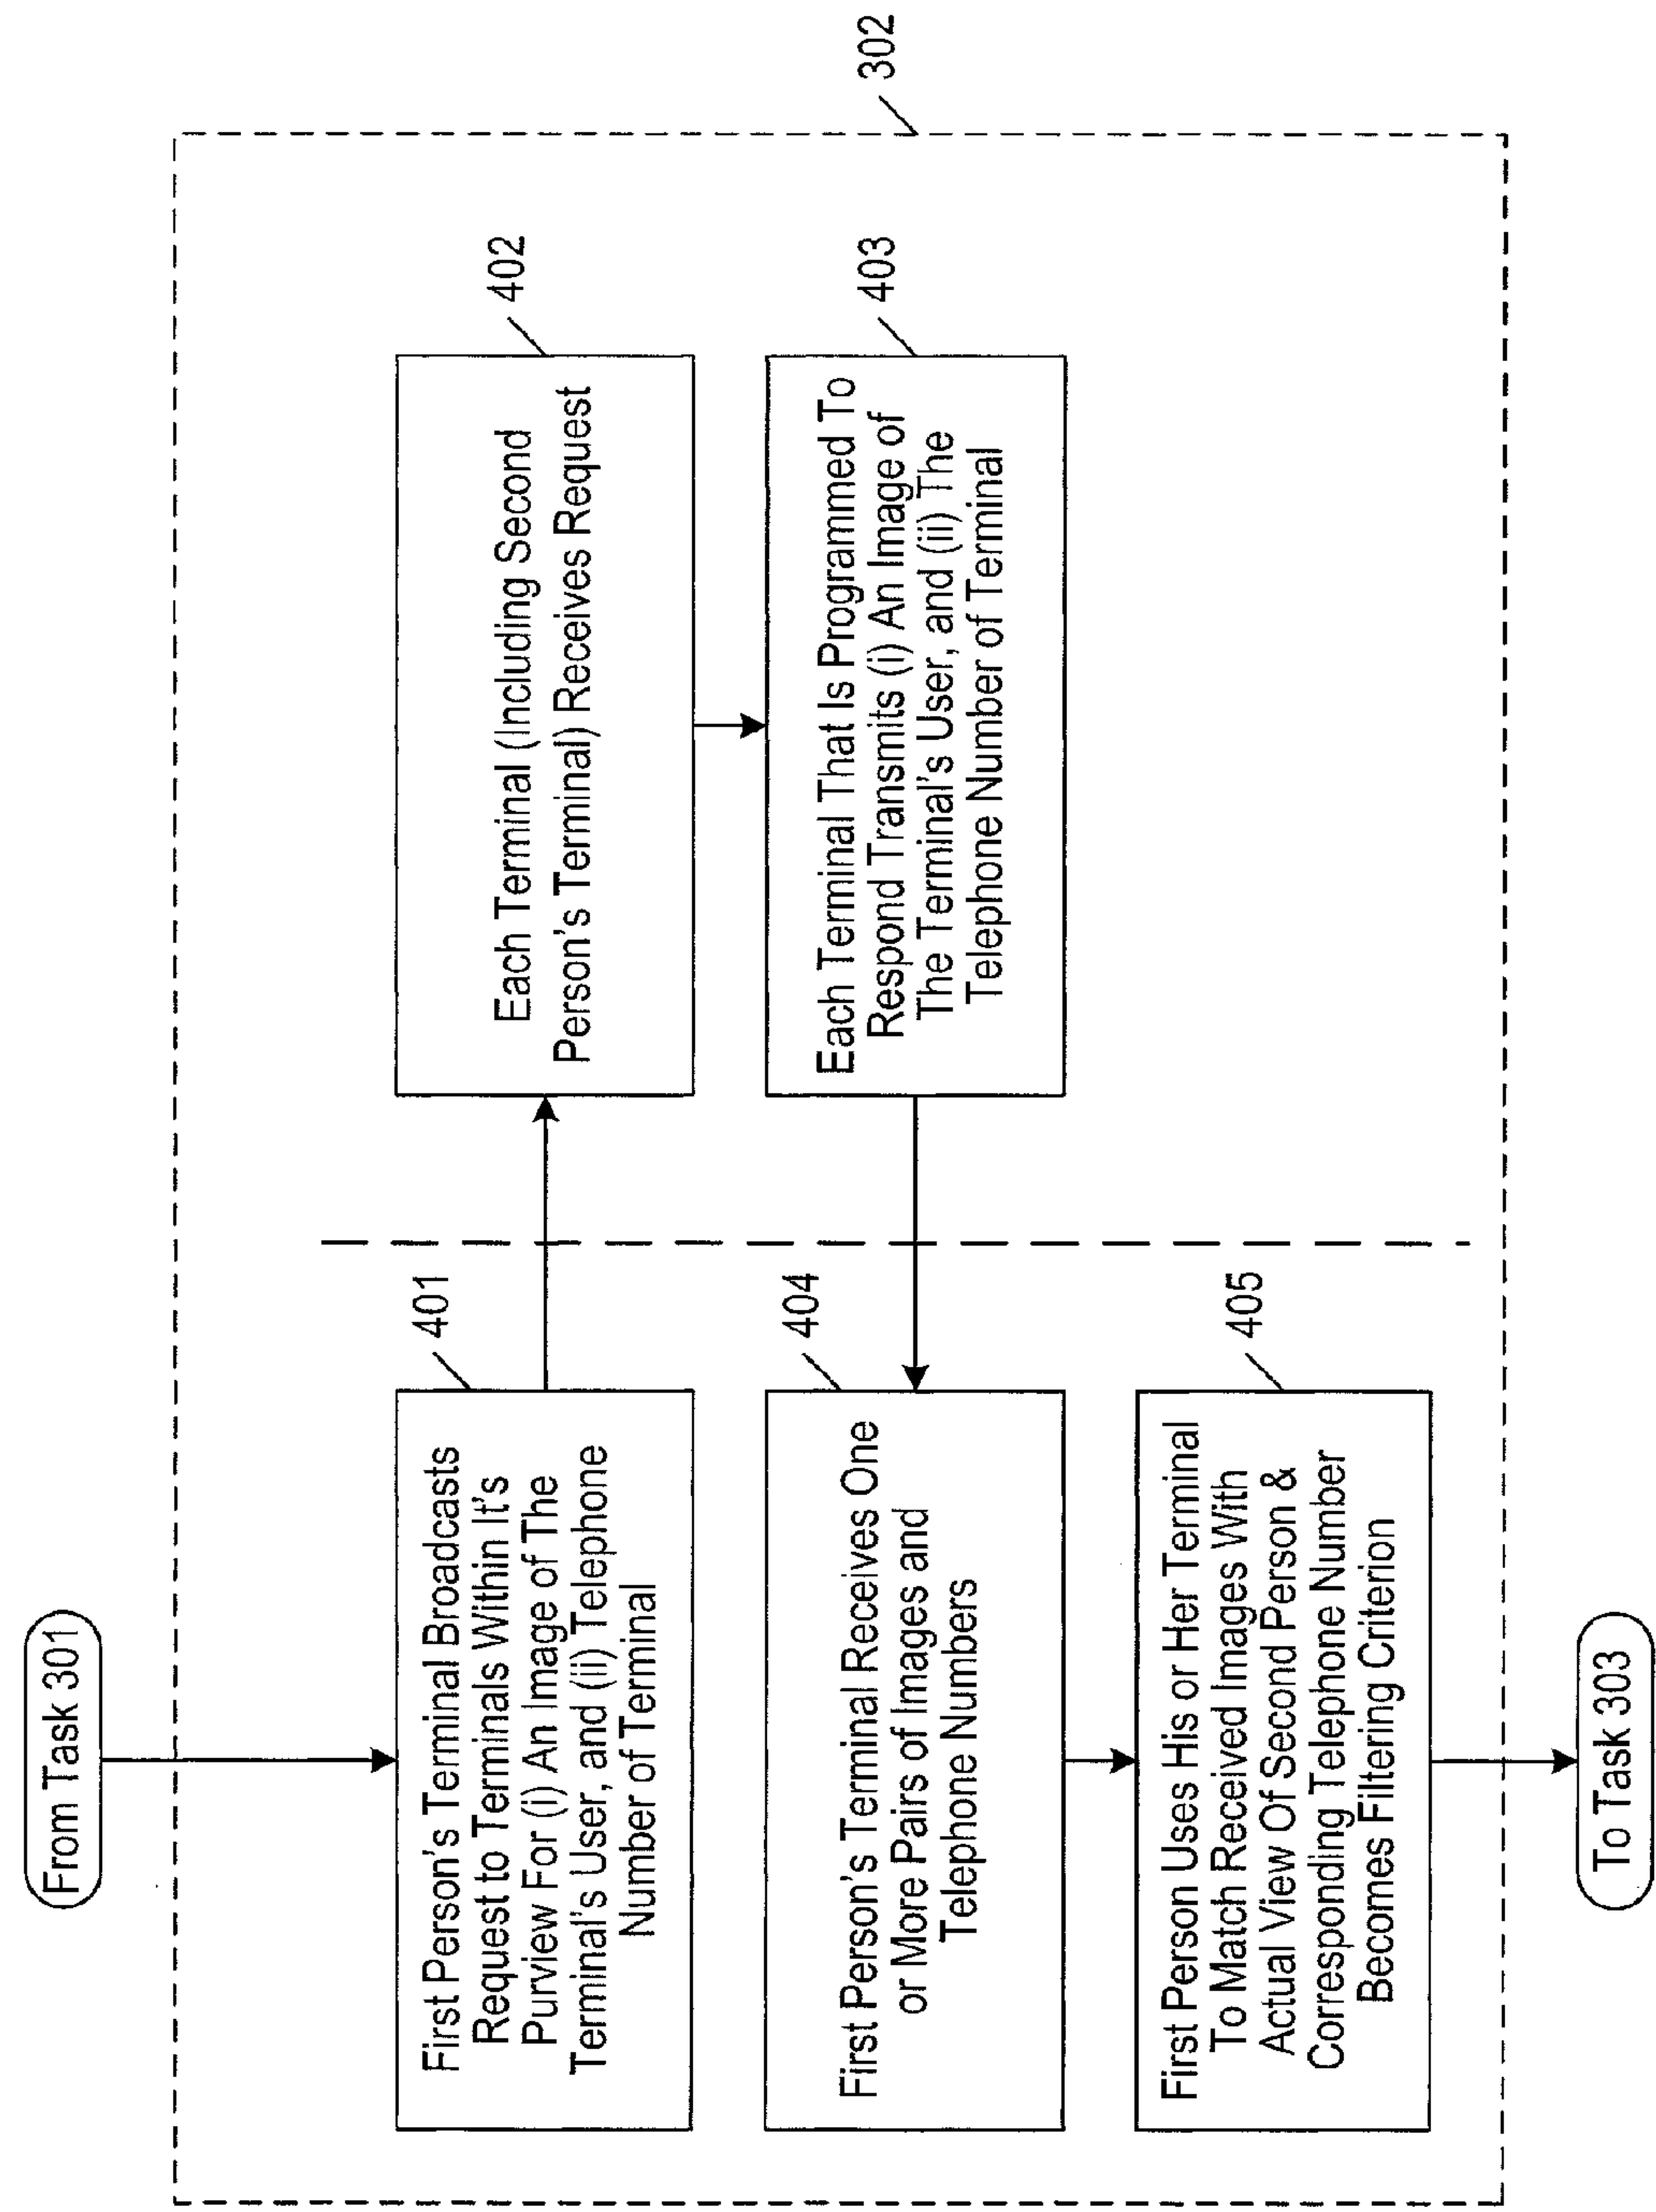 From Task 301
302
401
First Person's Terminal Broadcasts
Request to Terminals Within It's
Purview For (i) An Image of The
Terminal's User, and (ii) Telephone
Number of Terminal
402
Each Terminal (Including Second
Person's Terminal) Receives Request
403
Each Terminal That Is Programmed To
Respond Transmits (i) An Image of
The Terminal's User, and (ii) The
Telephone Number of Terminal
404
First Person's Terminal Receives One
or More Pairs of Images and
Telephone Numbers
405
First Person Uses His or Her Terminal
To Match Received Images With
Actual View Of Second Person &
Corresponding Telephone Number
Becomes Filtering Criterion
To Task 303